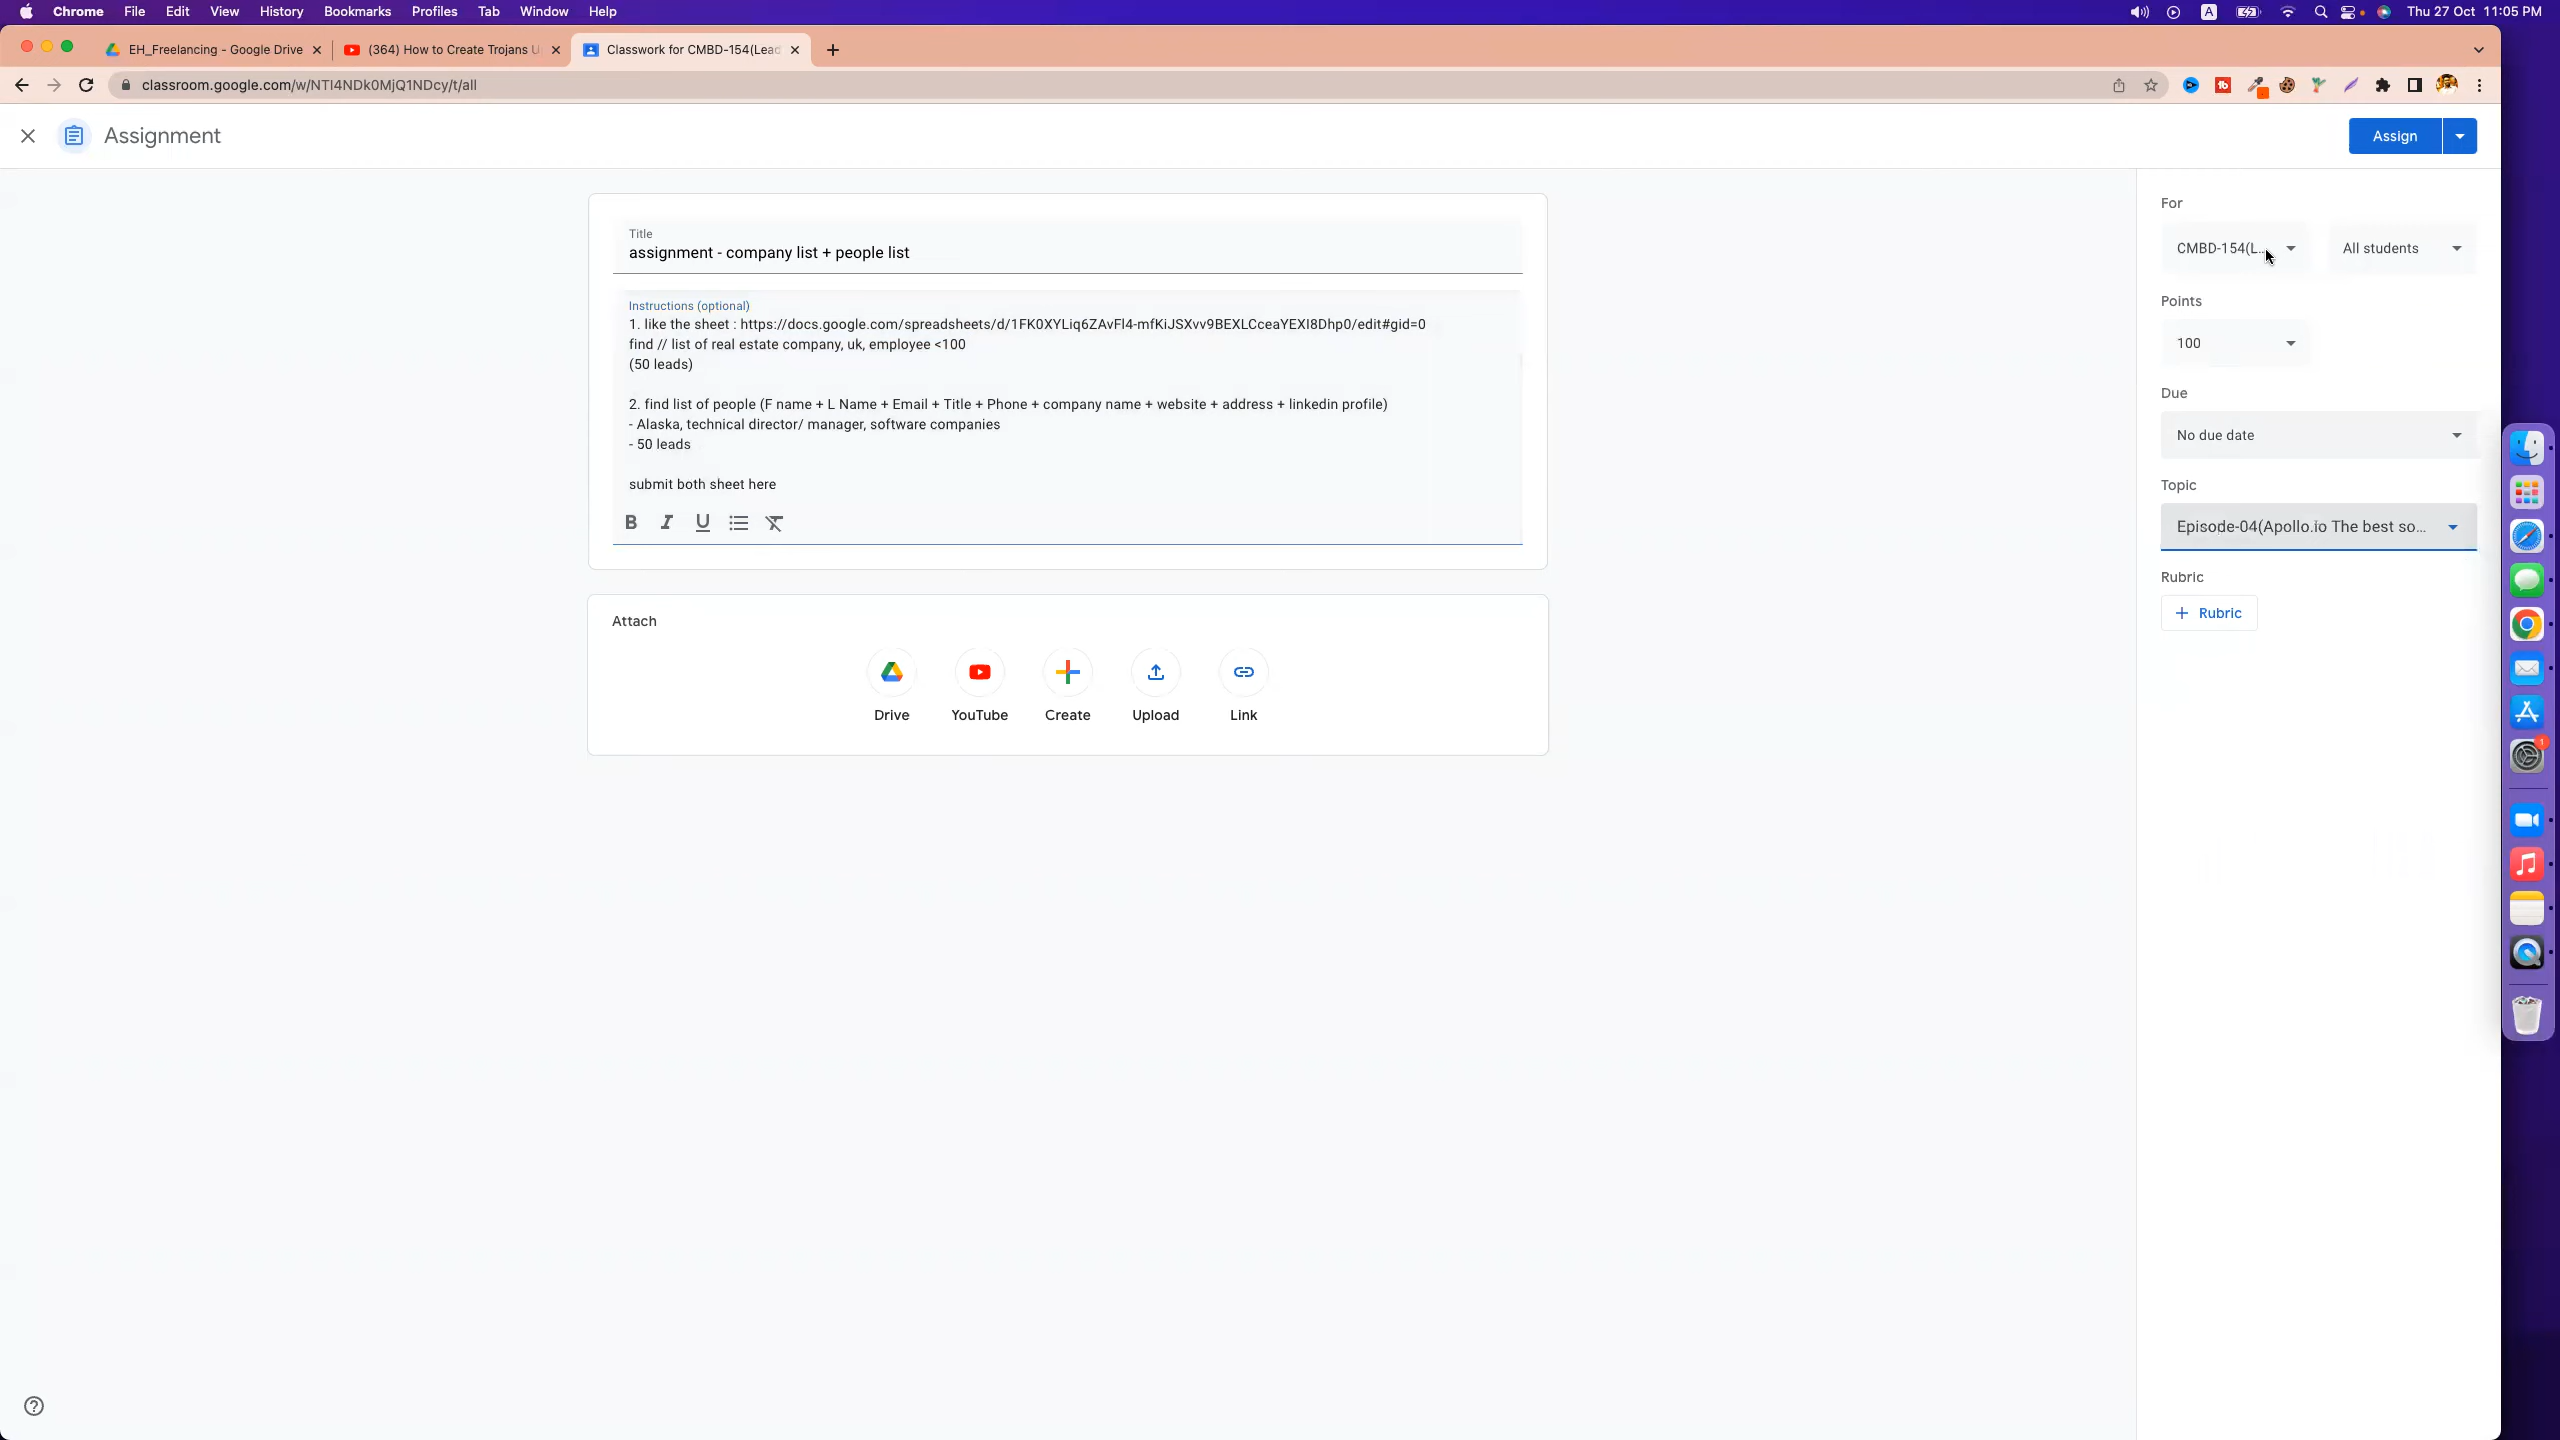 Chrome File Edit View History Bookmarks Profiles Tab Window Help
A Thu 27 Oct 11:05 PM
EH_Freelancing - Google Drive
(364) How to Create Trojans U
Classwork for CMBD-154(Lead
classroom.google.com/w/NTI4NDk0MjQ1NDcy/t/all
Assignment
Assign
Title
assignment - company list + people list
Instructions (optional)
1. like the sheet : https://docs.google.com/spreadsheets/d/1FK0XYLiq6ZAvFl4-mfKiJSXvv9BEXLCceaYEXI8Dhp0/edit#gid=0
find // list of real estate company, uk, employee <100
(50 leads)
2. find list of people (F name + L Name + Email + Title + Phone + company name + website + address + linkedin profile)
- Alaska, technical director/ manager, software companies
- 50 leads
submit both sheet here
B I U
Attach
Drive YouTube Create Upload Link
For
CMBD-154(L... All students
Points
100
Due
No due date
Topic
Episode-04(Apollo.io The best so...
Rubric
+ Rubric
1